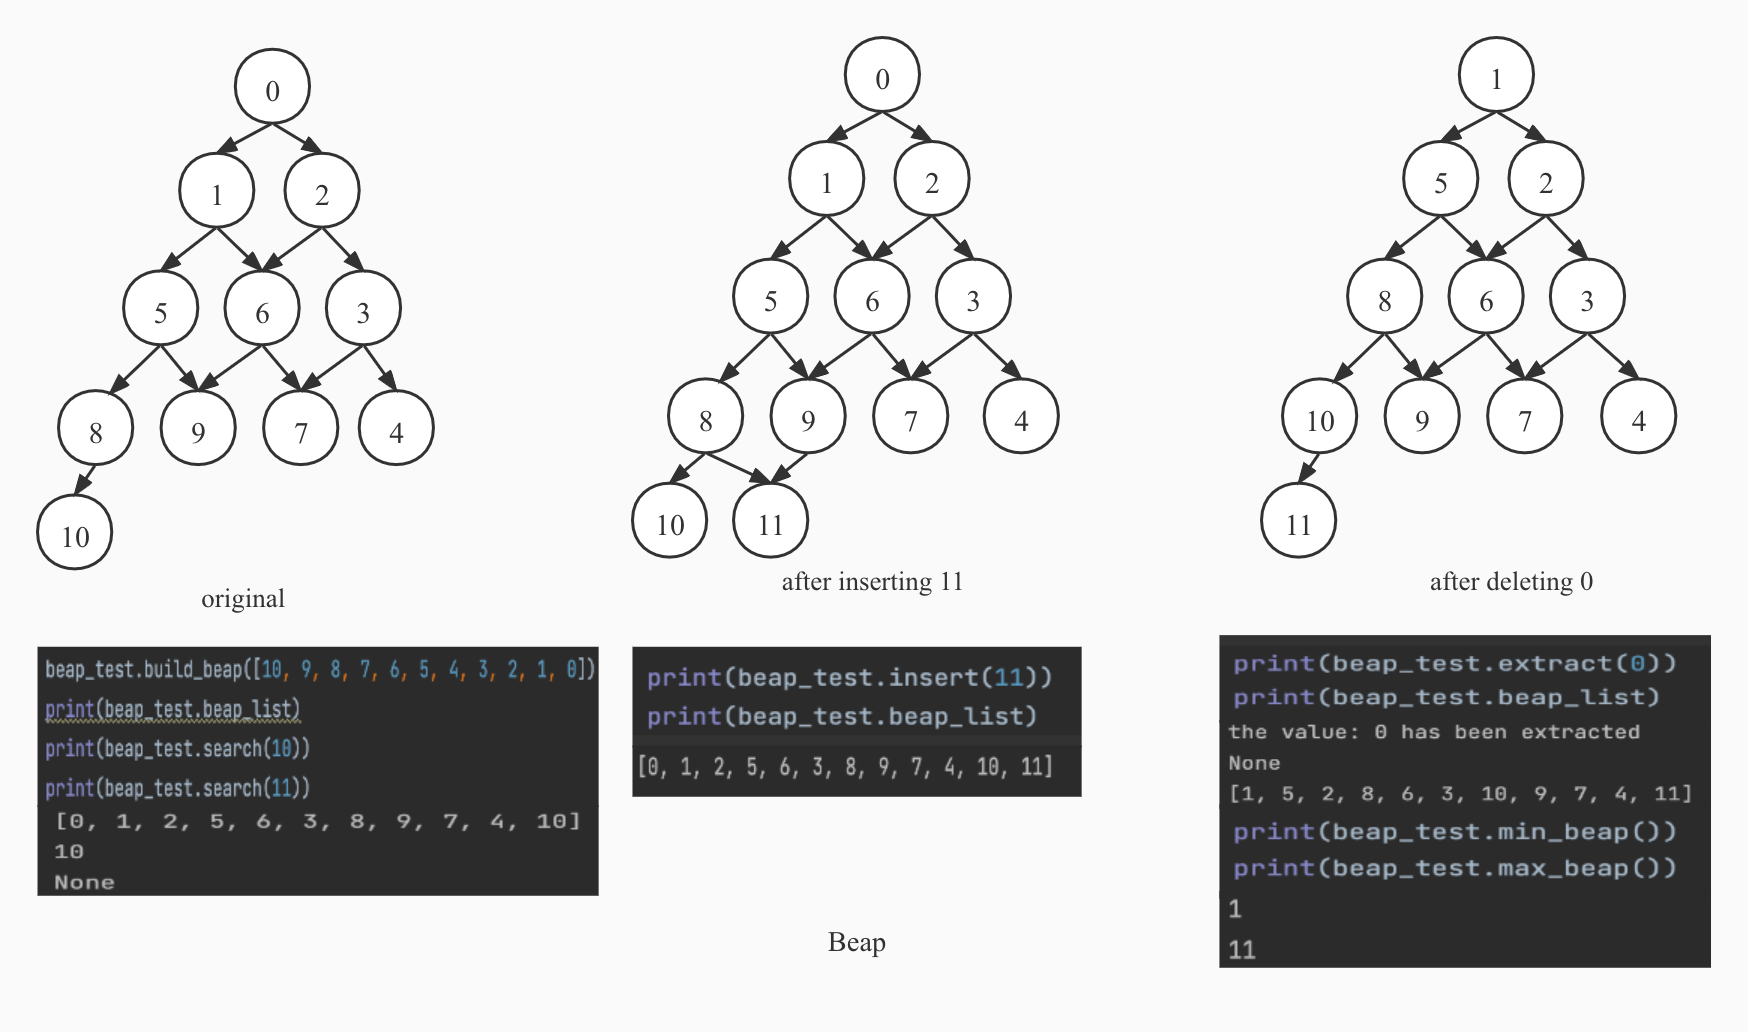 0
1 2
5 6 3
8 9 7 4
10
original
0
1 2
5 6 3
8 9 7 4
10 11
after inserting 11
1
5 2
8 6 3
10 9 7 4
11
after deleting 0
beap_test.build_beap([10, 9, 8, 7, 6, 5, 4, 3, 2, 1, 0])
print(beap_test.beap_list)
print(beap_test.search(10))
print(beap_test.search(11))
[0, 1, 2, 5, 6, 3, 8, 9, 7, 4, 10]
10
None
print(beap_test.insert(11))
print(beap_test.beap_list)
[0, 1, 2, 5, 6, 3, 8, 9, 7, 4, 10, 11]
print(beap_test.extract(0))
print(beap_test.beap_list)
the value: 0 has been extracted
None
[1, 5, 2, 8, 6, 3, 10, 9, 7, 4, 11]
print(beap_test.min_beap())
print(beap_test.max_beap())
1
11
Beap